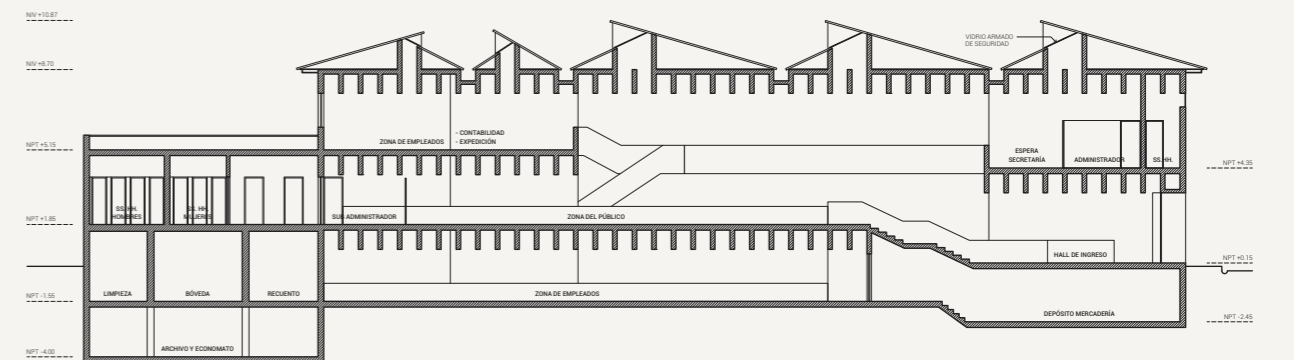 NIV +10.87
VIDRIO ARMADO
DE SEGURIDAD
NIV +8.70
ZONA DE EMPLEADOS
- CONTABILIDAD
- EXPEDICIÓN
NPT +5.15
ESPERA
SECRETARÍA
ADMINISTRADOR
SS.HH.
NPT +4.35
SS. HH.
HOMBRES
SS. HH.
MUJERES
SUB ADMINISTRADOR
ZONA DEL PÚBLICO
NPT +1.85
HALL DE INGRESO
NPT +0.15
LIMPIEZA
BÓVEDA
RECUENTO
ZONA DE EMPLEADOS
NPT -1.55
DEPÓSITO MERCADERÍA
NPT -2.45
ARCHIVO Y ECONOMATO
NPT -4.00